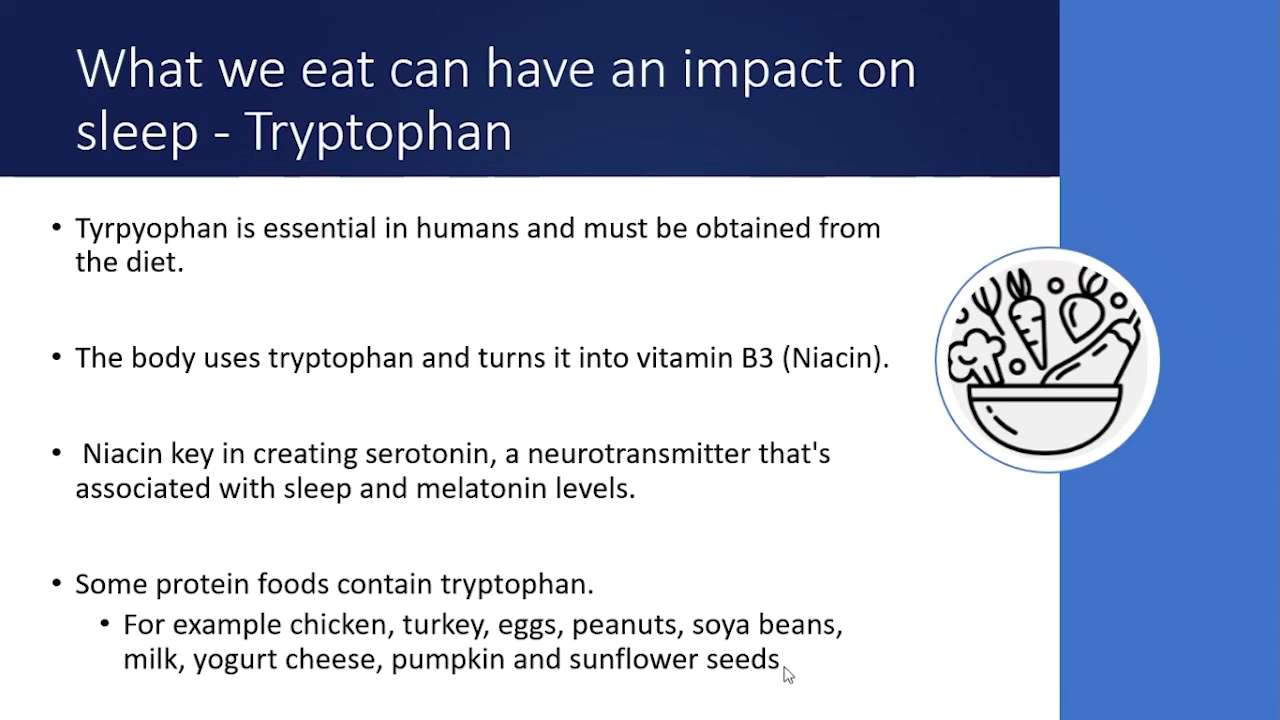 What we eat can have an impact on
sleep - Tryptophan
• Tyrpyophan is essential in humans and must be obtained from
the diet.
• The body uses tryptophan and turns it into vitamin B3 (Niacin).
• Niacin key in creating serotonin, a neurotransmitter that's
associated with sleep and melatonin levels.
• Some protein foods contain tryptophan.
• For example chicken, turkey, eggs, peanuts, soya beans,
milk, yogurt cheese, pumpkin and sunflower seeds